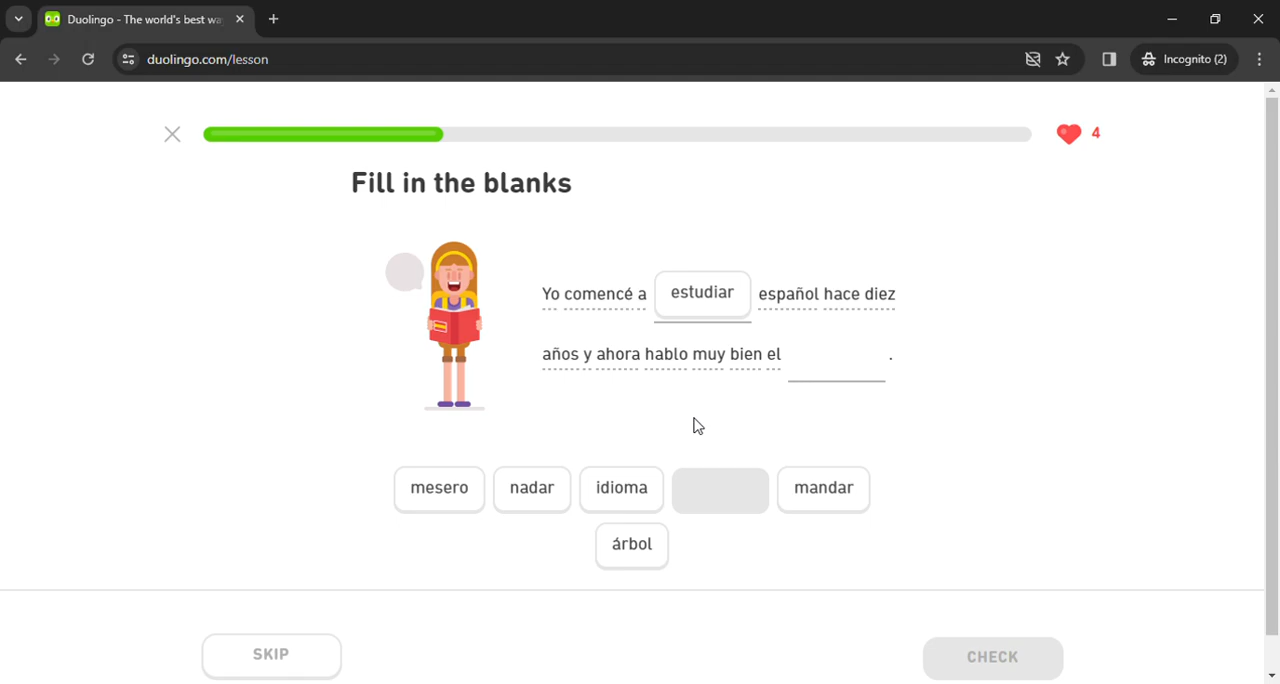 Duolingo - The world's best wa
duolingo.com/lesson
Incognito (2)
4
Fill in the blanks
Yo comencé a estudiar español hace diez
años y ahora hablo muy bien el .
mesero nadar idioma mandar
árbol
SKIP CHECK